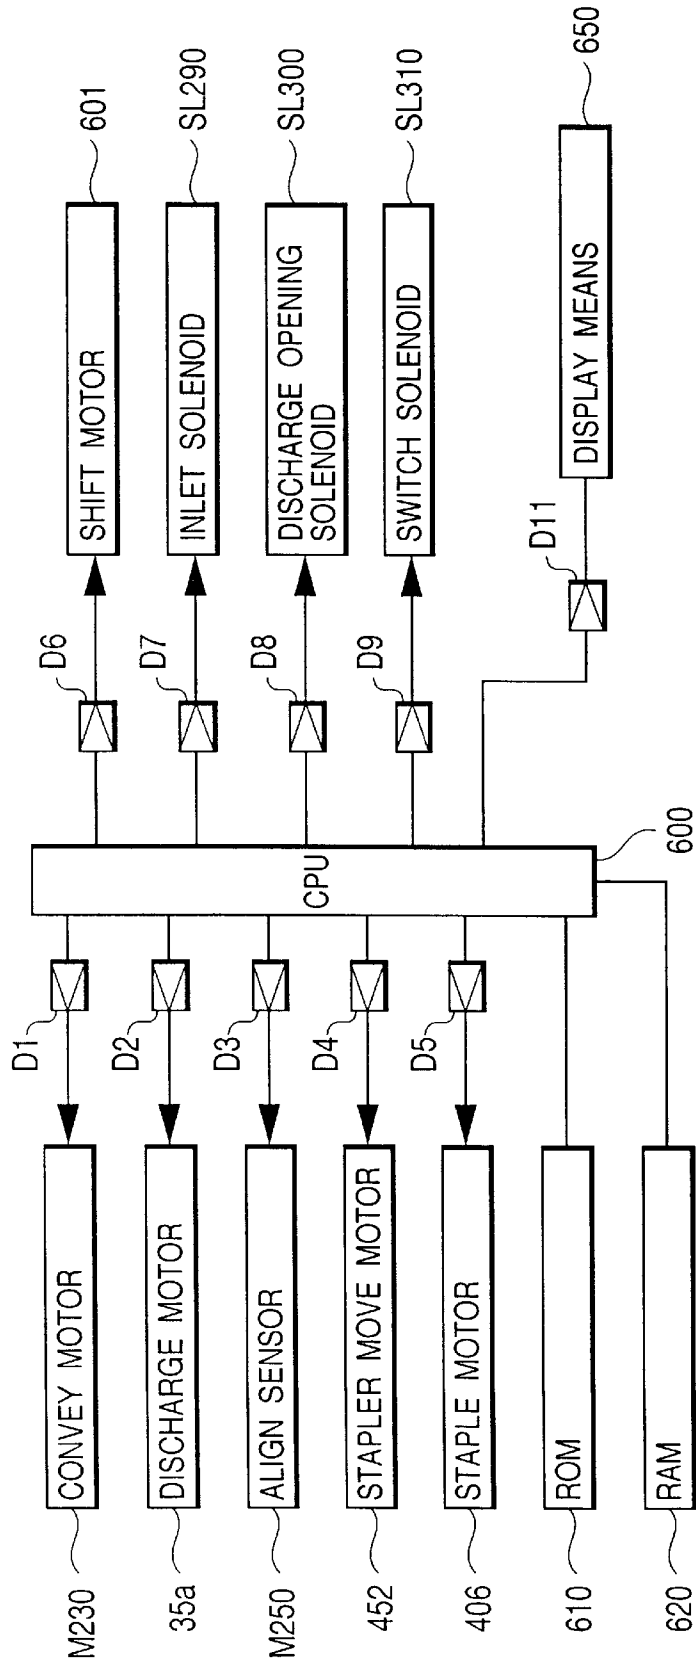 M230
CONVEY MOTOR
D1
35a
DISCHARGE MOTOR
D2
M250
ALIGN SENSOR
D3
452
STAPLER MOVE MOTOR
D4
406
STAPLE MOTOR
D5
610
ROM
620
RAM
CPU
600
D6
SHIFT MOTOR
601
D7
INLET SOLENOID
SL290
D8
DISCHARGE OPENING
SOLENOID
SL300
D9
SWITCH SOLENOID
SL310
D11
DISPLAY MEANS
650